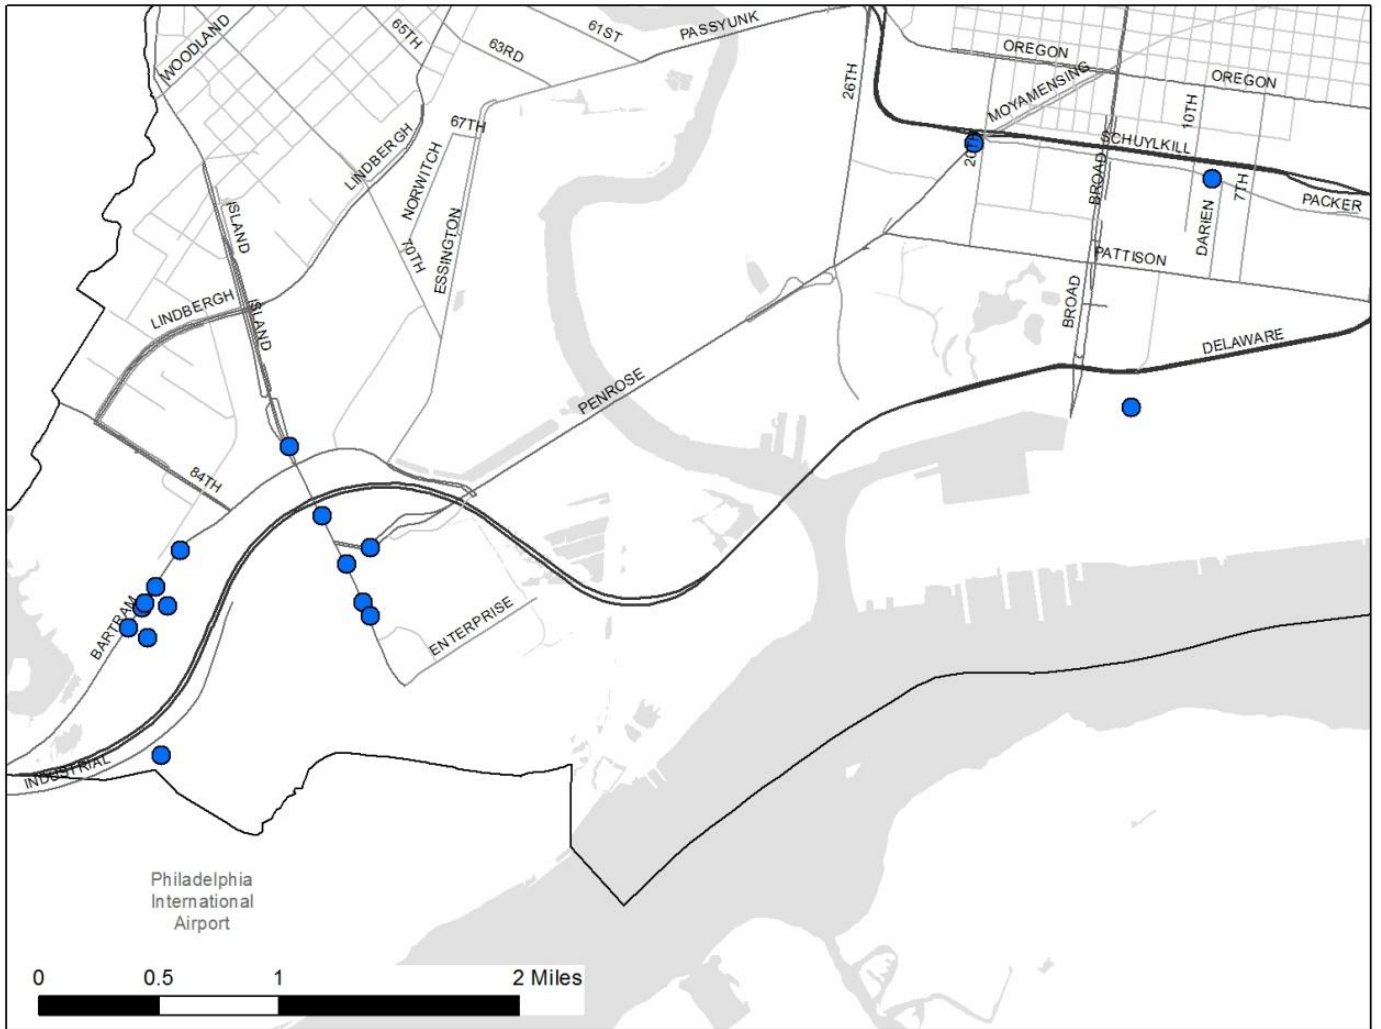 WOODLAND
65TH
63RD
61ST
PASSYUNK
26TH
OREGON
OREGON
MOYAMENSING
10TH
67TH
LINDBERGH
NORWITCH
70TH
ESSINGTON
ISLAND
20TH
SCHUYLKILL
BROAD
7TH
PACKER
DARIEN
PATTISON
LINDBERGH
ISLAND
BROAD
DELAWARE
PENROSE
84TH
BARTRAM
ENTERPRISE
INDUSTRIAL
Philadelphia
International
Airport
0 0.5 1 2 Miles